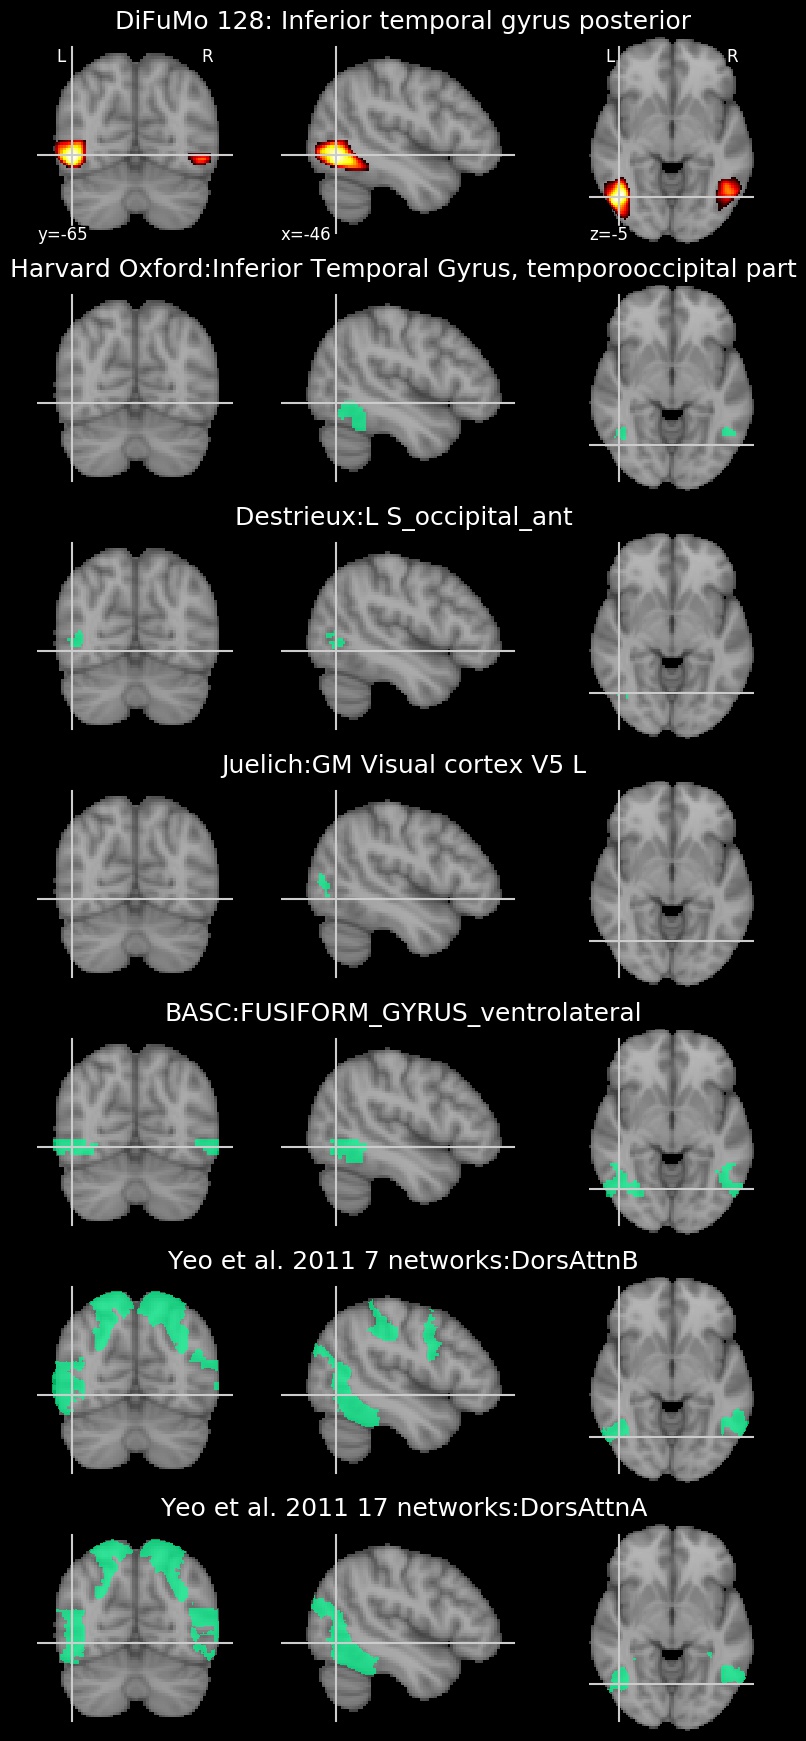 DiFuMo 128: Inferior temporal gyrus posterior
L R L R
y=-65 x=-46 z=-5
Harvard Oxford:Inferior Temporal Gyrus, temporooccipital part
Destrieux:L S_occipital_ant
Juelich:GM Visual cortex V5 L
BASC:FUSIFORM_GYRUS_ventrolateral
Yeo et al. 2011 7 networks:DorsAttnB
Yeo et al. 2011 17 networks:DorsAttnA